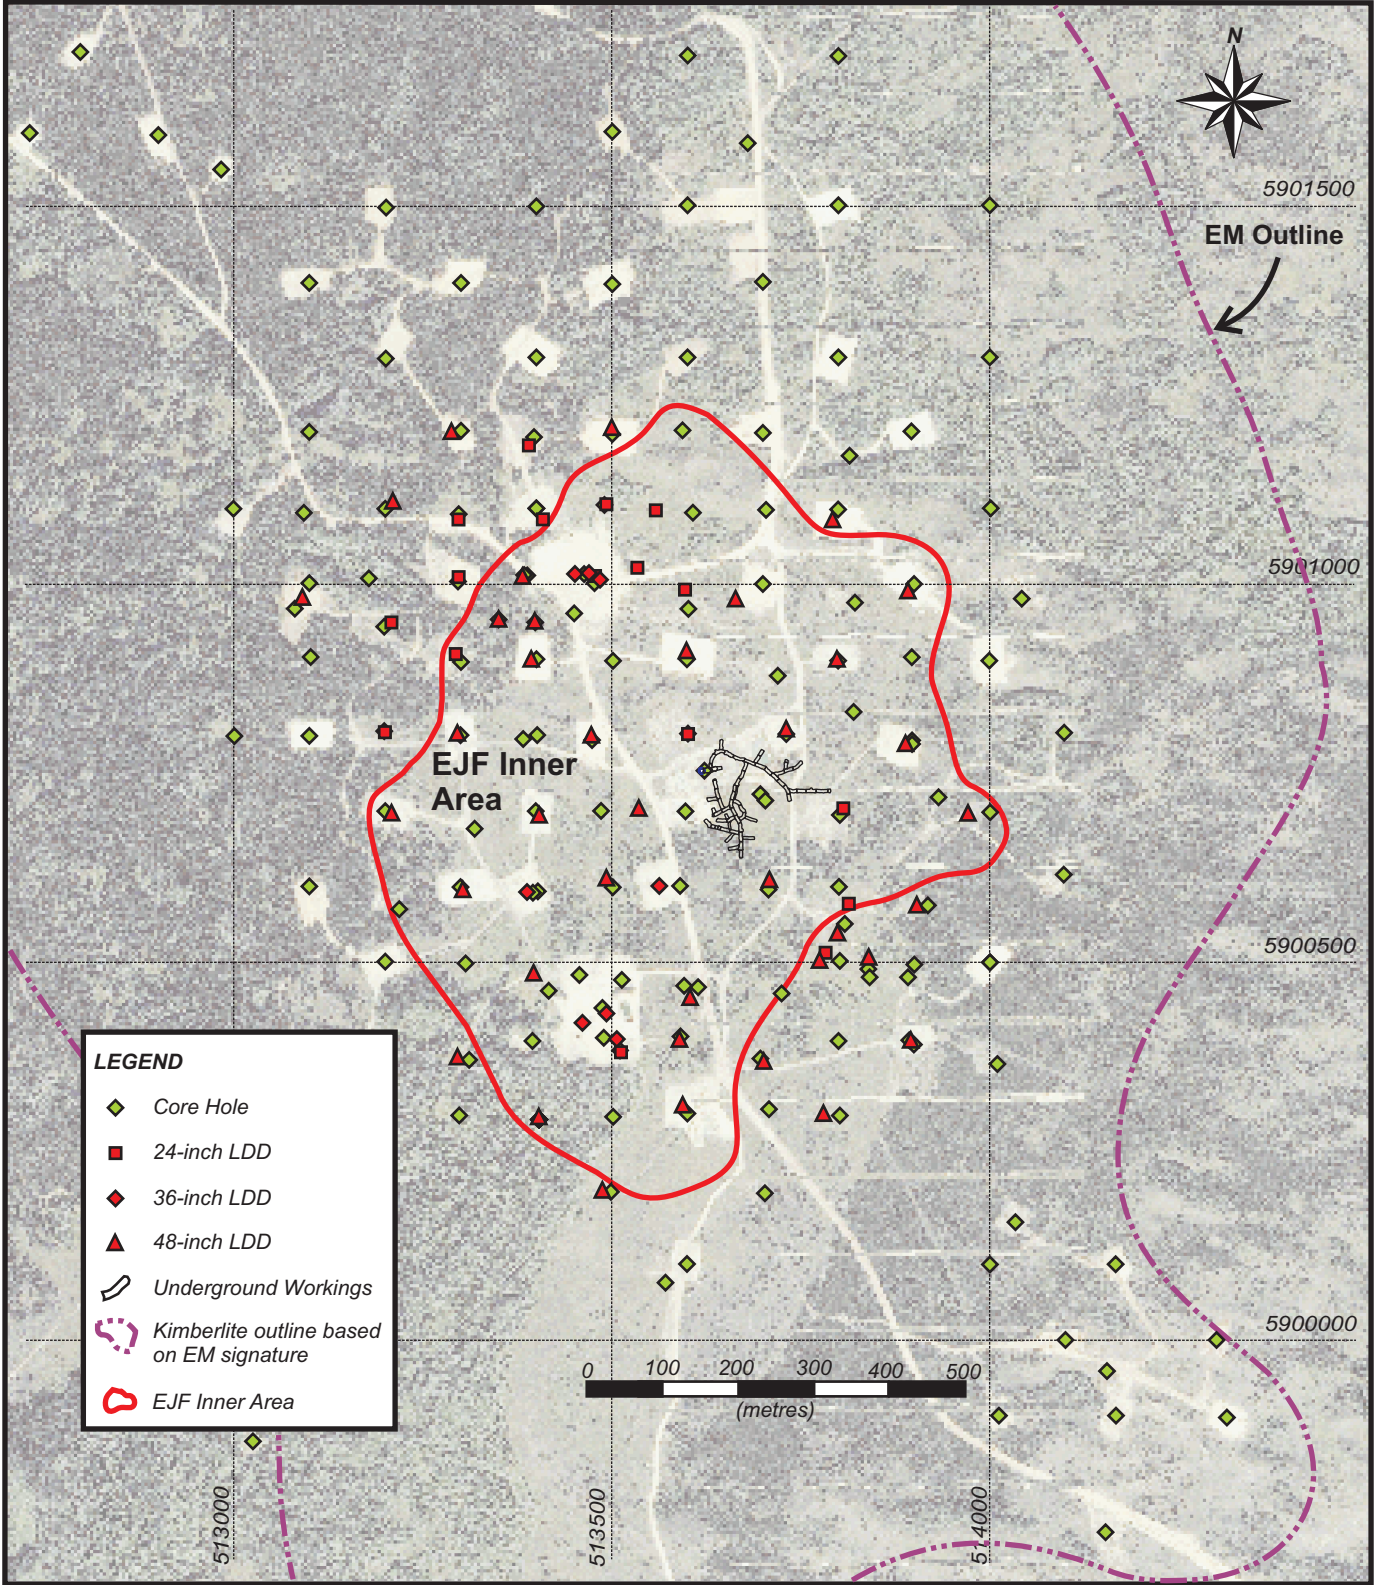 N
5901500
EM Outline
5901000
EJF Inner
Area
5900500
LEGEND
Core Hole
24-inch LDD
36-inch LDD
48-inch LDD
Underground Workings
Kimberlite outline based
on EM signature
EJF Inner Area
5900000
0 100 200 300 400 500
(metres)
513000
513500
514000